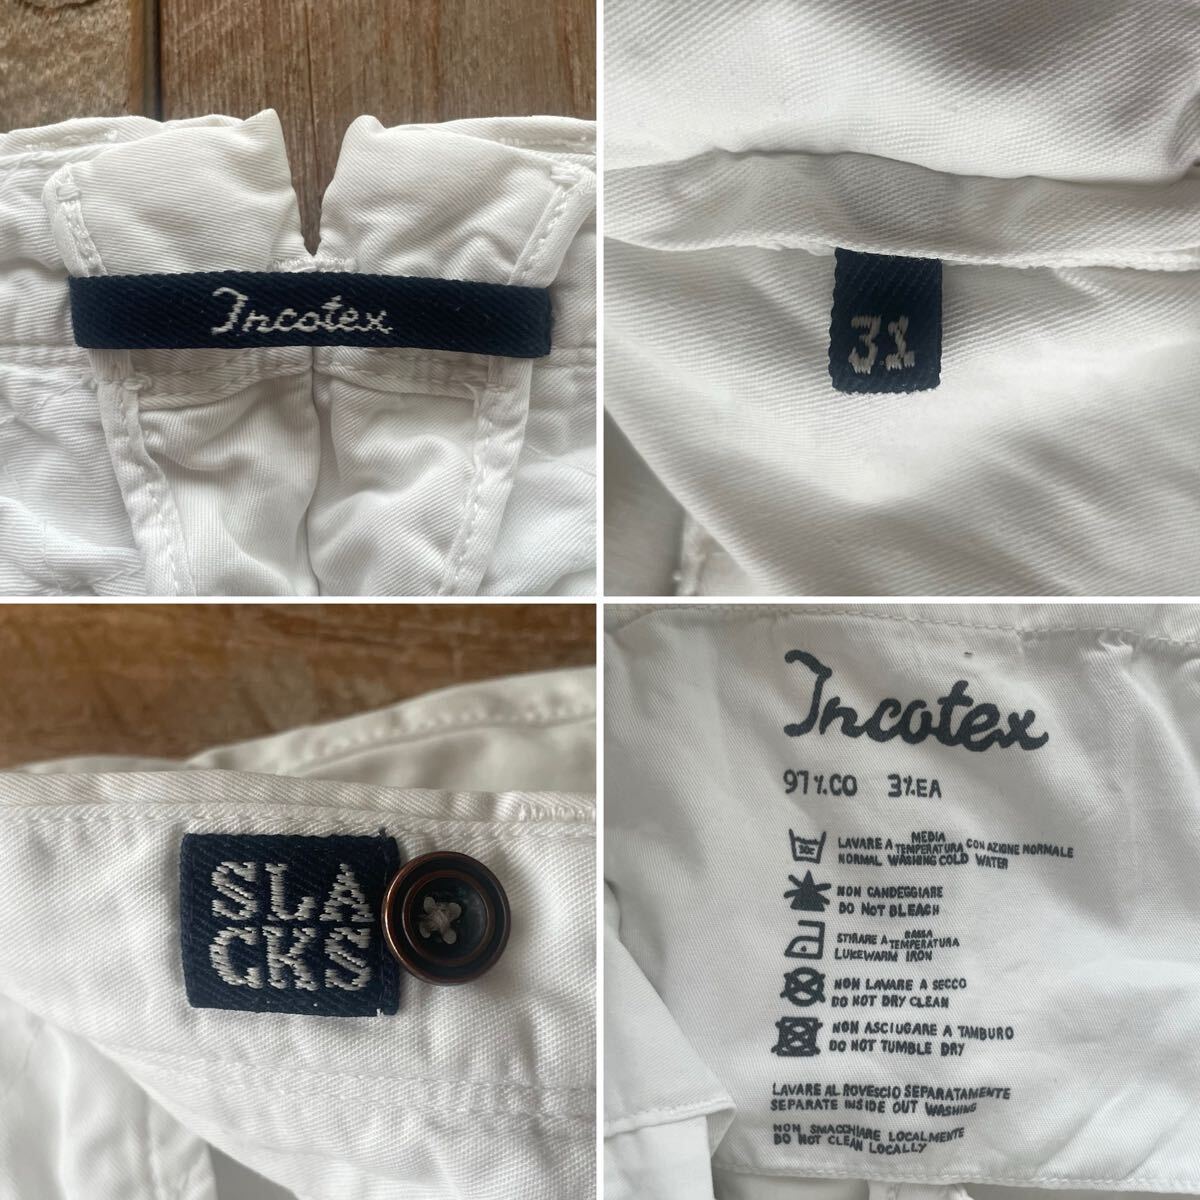 Incotex
31
SLA
CKS
Incotex
97%CO 3%EA
30c
LAVARE A MEDIA TEMPERATURA CON AZIONE NORMALE
NORMAL WASHING COLD WATER
NON CANDEGGIARE
DO NOT BLEACH
STIRARE A BASSA TEMPERATURA
LUKEWARM IRON
NON LAVARE A SECCO
DO NOT DRY CLEAN
NON ASCIUGARE A TAMBURO
DO NOT TUMBLE DRY
LAVARE AL ROVESCIO SEPARATAMENTE
SEPARATE INSIDE OUT WASHING
NON SMACCHIARE LOCALMENTE
DO NOT CLEAN LOCALLY